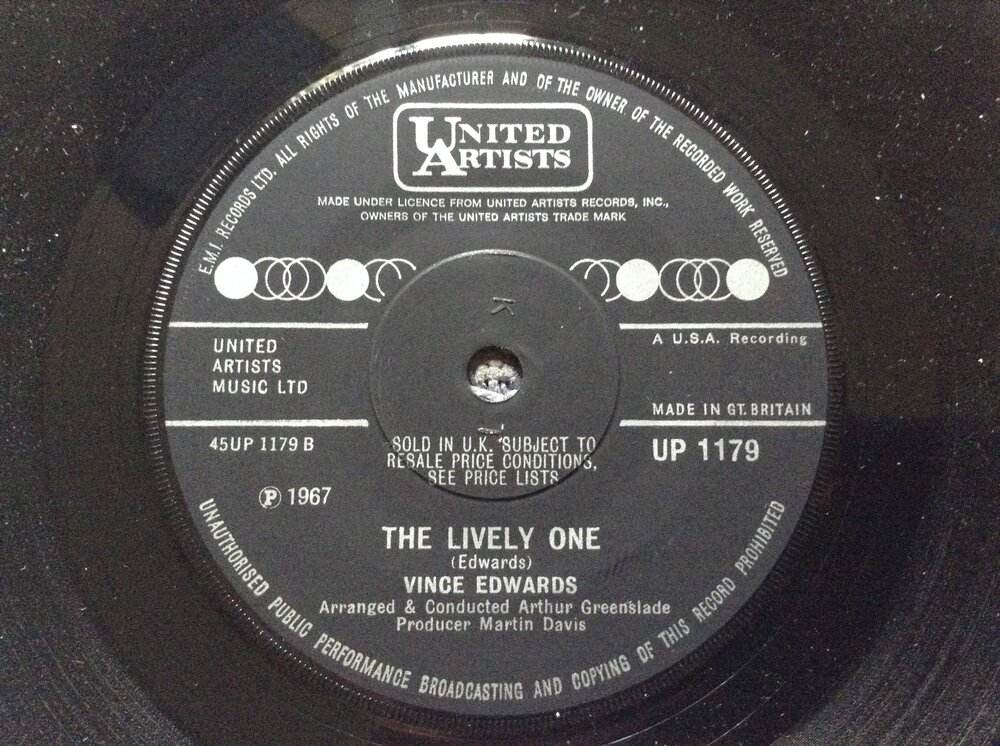 E.M.I. RECORDS LTD. ALL RIGHTS OF THE MANUFACTURER AND OF THE OWNER OF THE RECORDED WORK RESERVED
UNITED
ARTISTS
MADE UNDER LICENCE FROM UNITED ARTISTS RECORDS, INC.,
OWNERS OF THE UNITED ARTISTS TRADE MARK
K
UNITED
ARTISTS
MUSIC LTD
A U.S.A. Recording
MADE IN GT. BRITAIN
45UP 1179 B
SOLD IN U.K. SUBJECT TO
RESALE PRICE CONDITIONS,
SEE PRICE LISTS
UP 1179
Ⓟ 1967
THE LIVELY ONE
(Edwards)
VINCE EDWARDS
Arranged & Conducted Arthur Greenslade
Producer Martin Davis
UNAUTHORISED PUBLIC PERFORMANCE BROADCASTING AND COPYING OF THIS RECORD PROHIBITED